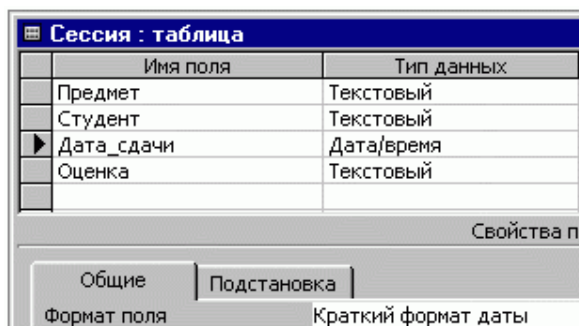 Сессия : таблица
Имя поля Тип данных
Предмет Текстовый
Студент Текстовый
Дата_сдачи Дата/время
Оценка Текстовый
Свойства п
Общие Подстановка
Формат поля Краткий формат даты